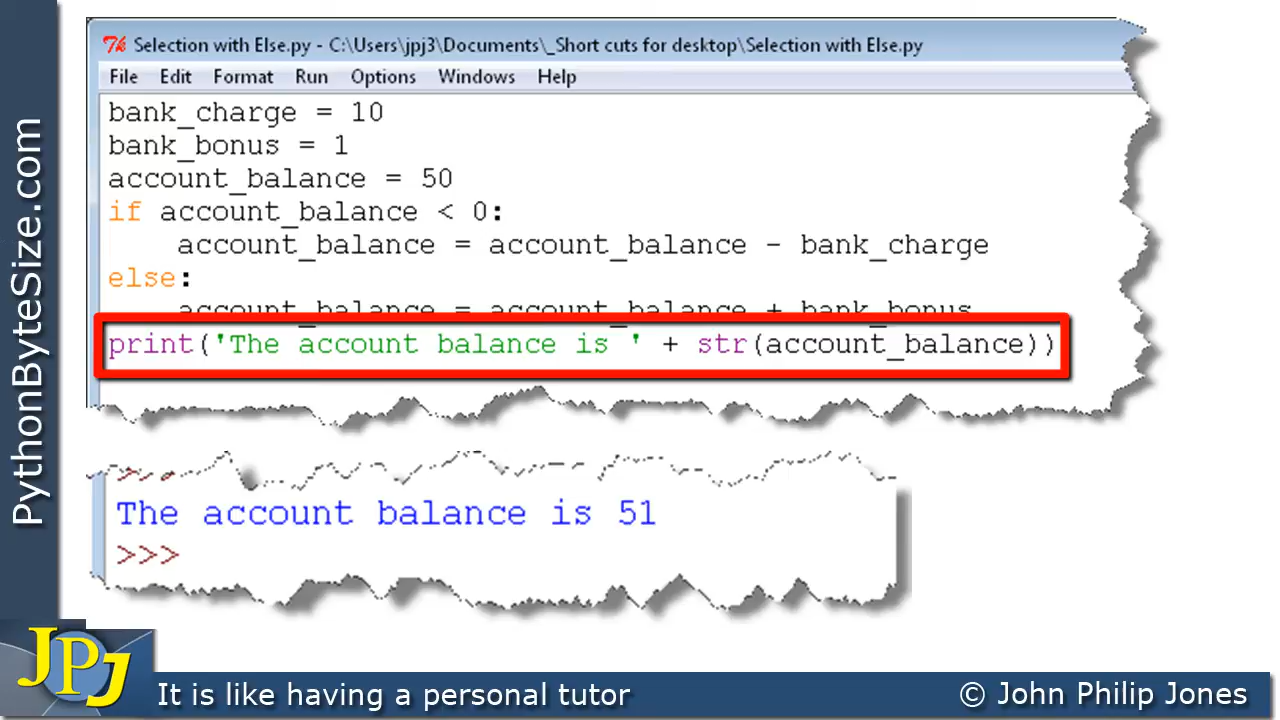 PythonByteSize.com
Selection with Else.py - C:\Users\jpj3\Documents\_Short cuts for desktop\Selection with Else.py
File Edit Format Run Options Windows Help
bank_charge = 10
bank_bonus = 1
account_balance = 50
if account_balance < 0:
    account_balance = account_balance - bank_charge
else:
    account_balance = account_balance + bank_bonus
print('The account balance is ' + str(account_balance))
>>>
The account balance is 51
>>>
JPJ
It is like having a personal tutor
© John Philip Jones